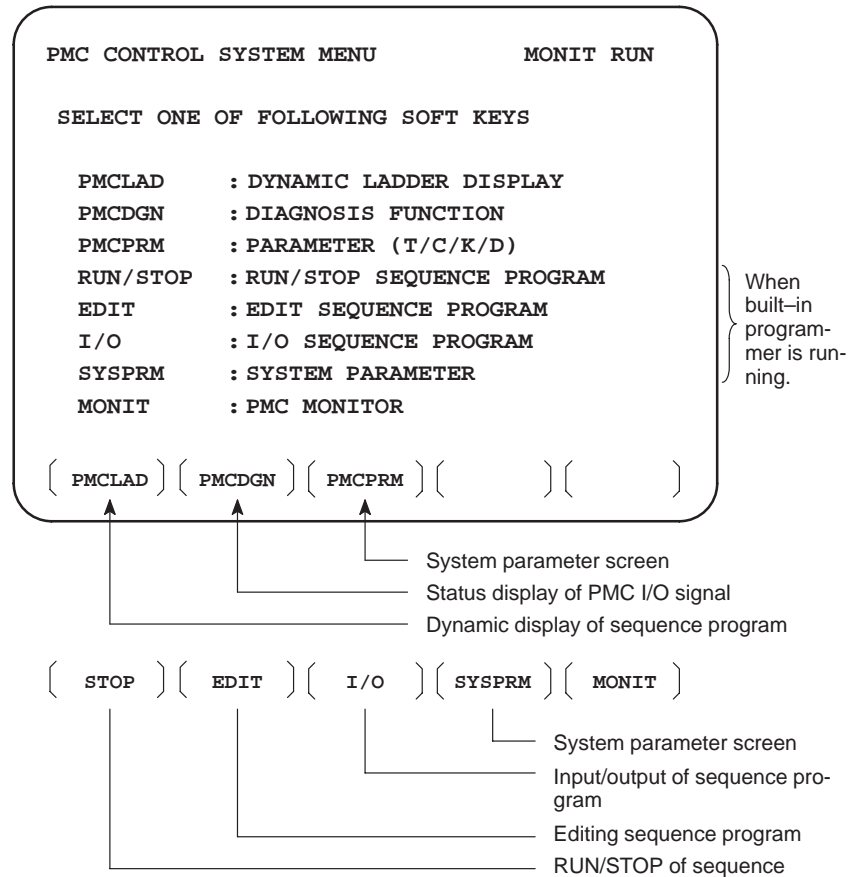 PMC CONTROL SYSTEM MENU MONIT RUN
SELECT ONE OF FOLLOWING SOFT KEYS
PMCLAD : DYNAMIC LADDER DISPLAY
PMCDGN : DIAGNOSIS FUNCTION
PMCPRM : PARAMETER (T/C/K/D)
RUN/STOP : RUN/STOP SEQUENCE PROGRAM
EDIT : EDIT SEQUENCE PROGRAM
I/O : I/O SEQUENCE PROGRAM
SYSPRM : SYSTEM PARAMETER
MONIT : PMC MONITOR
When
built–in
program-
mer is run-
ning.
PMCLAD PMCDGN PMCPRM
System parameter screen
Status display of PMC I/O signal
Dynamic display of sequence program
STOP EDIT I/O SYSPRM MONIT
System parameter screen
Input/output of sequence pro-
gram
Editing sequence program
RUN/STOP of sequence